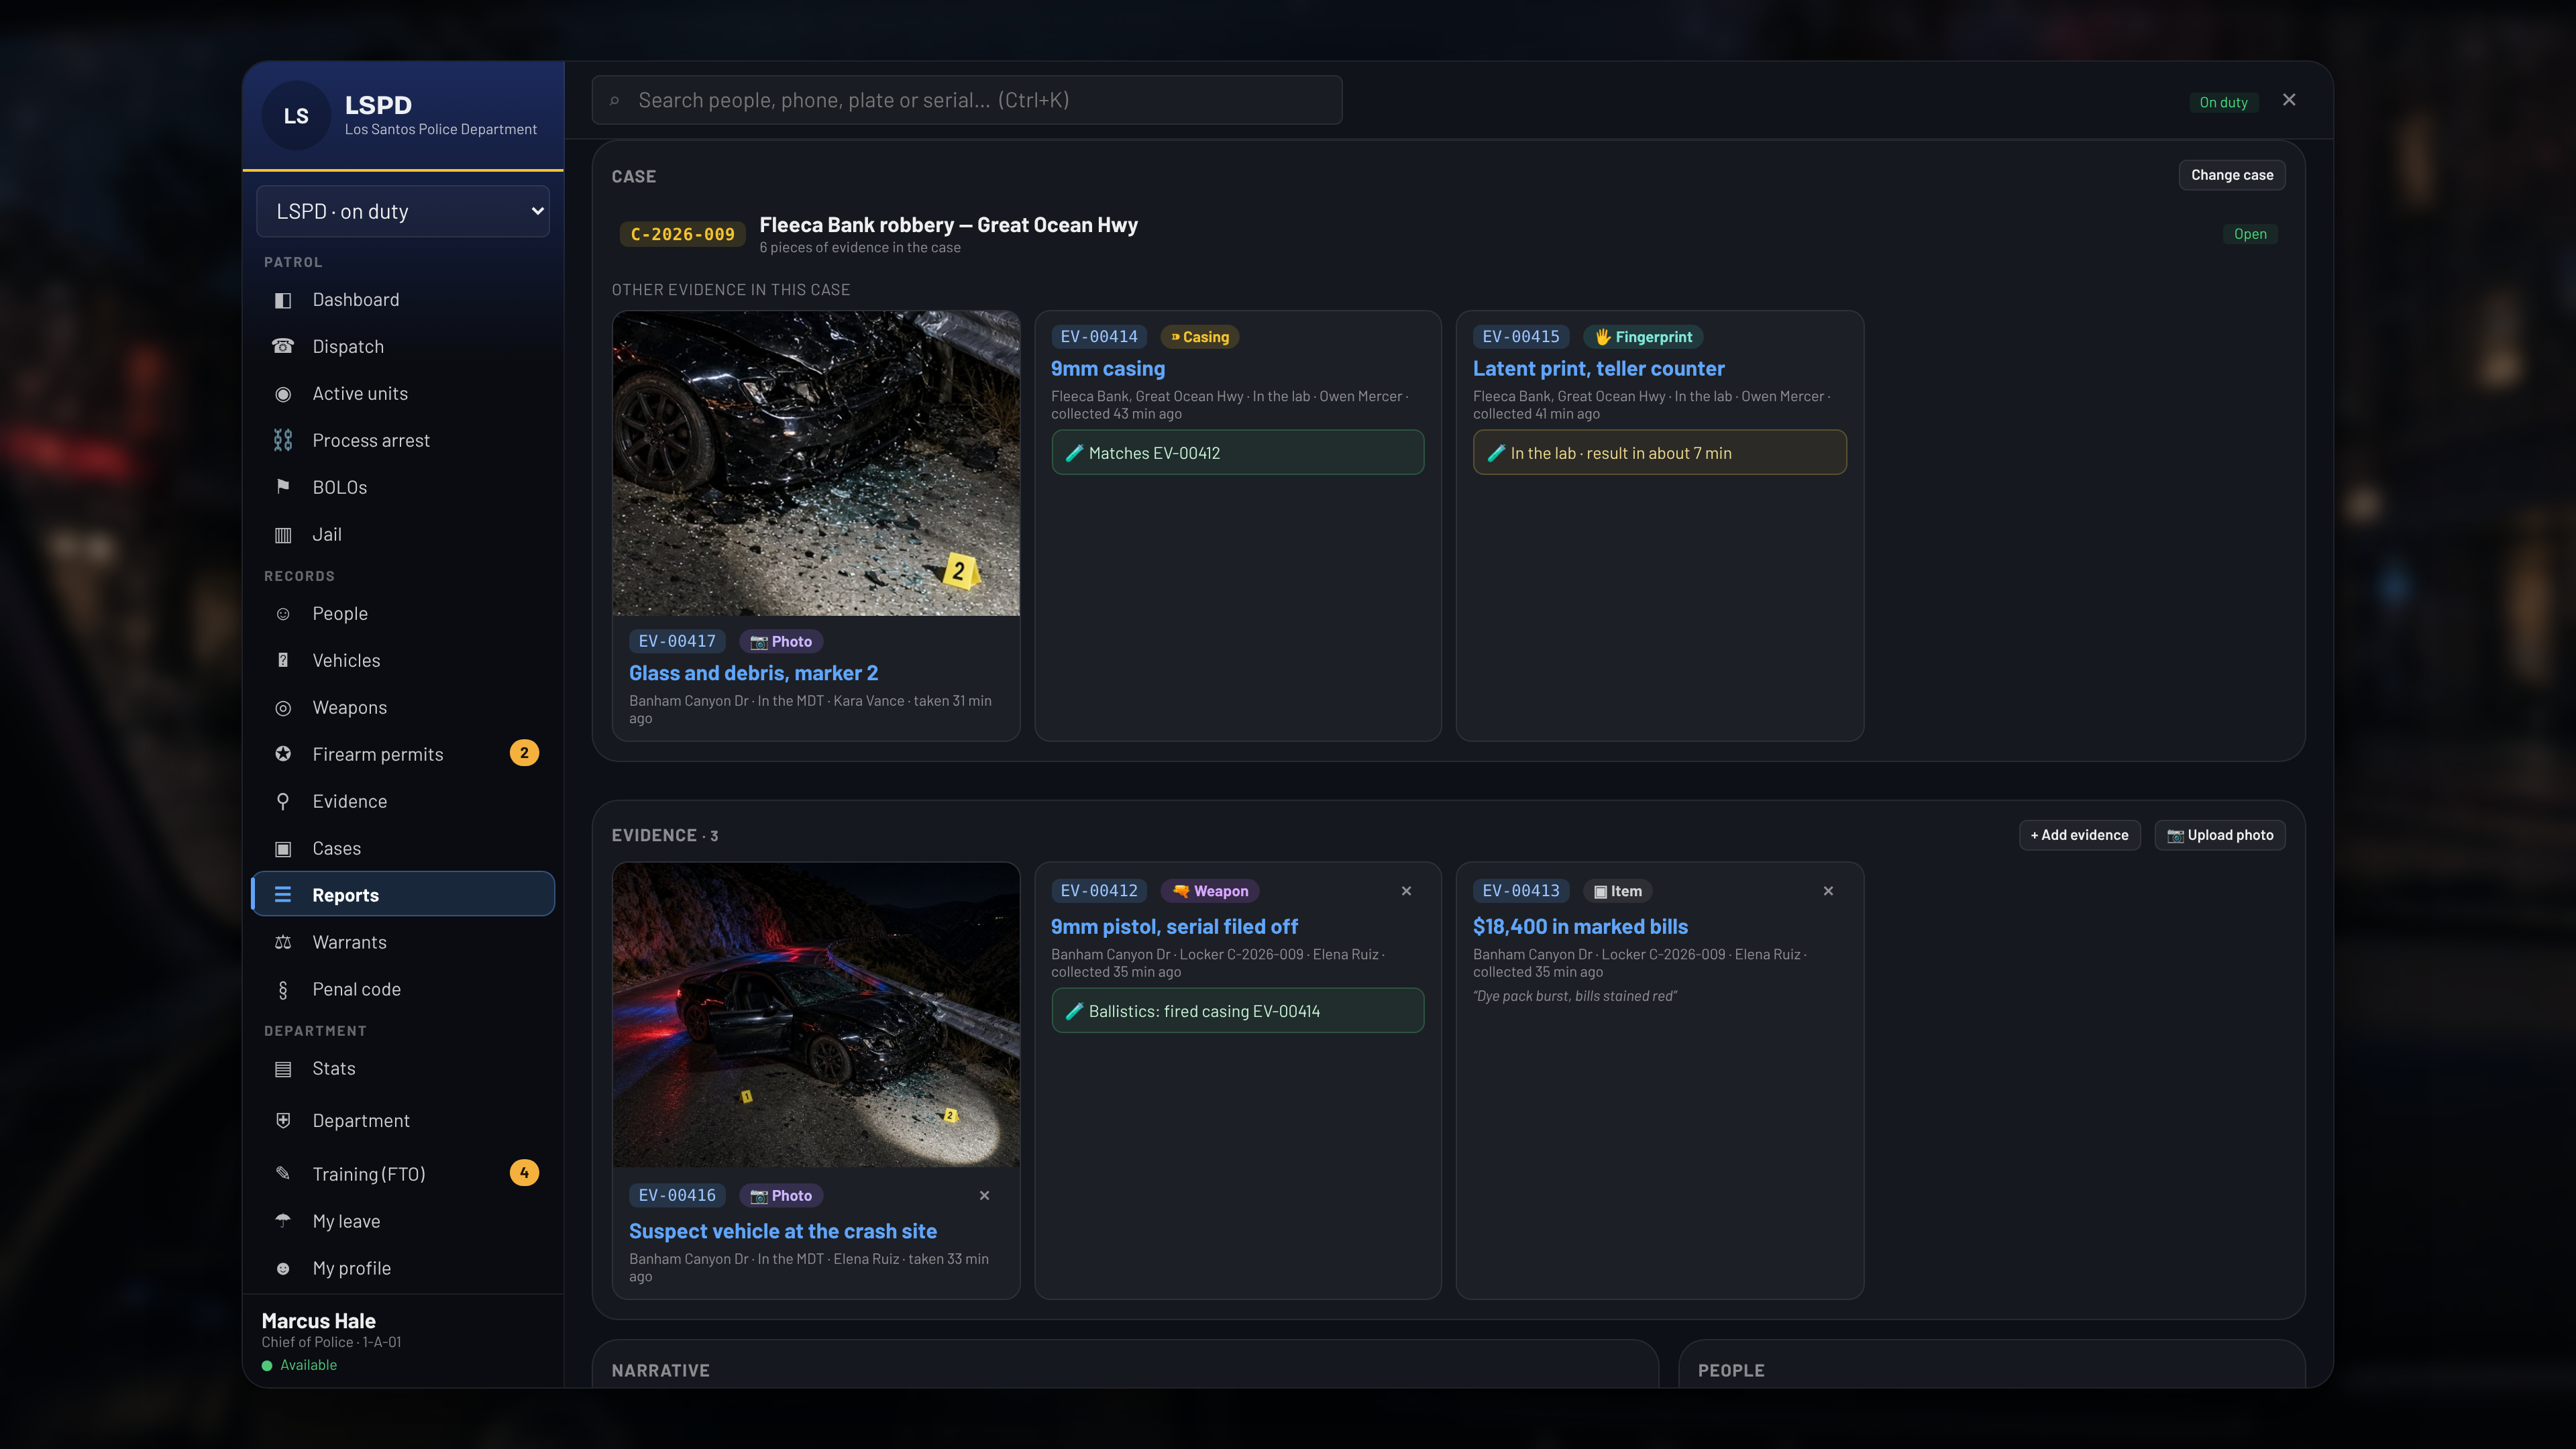 LS
LSPD
Los Santos Police Department
LSPD · on duty
PATROL
Dashboard
Dispatch
Active units
Process arrest
BOLOs
Jail
RECORDS
People
Vehicles
Weapons
Firearm permits
2
Evidence
Cases
Reports
Warrants
Penal code
DEPARTMENT
Stats
Department
Training (FTO)
4
My leave
My profile
Marcus Hale
Chief of Police · 1-A-01
Available
Search people, phone, plate or serial... (Ctrl+K)
On duty
CASE
Change case
C-2026-009
Fleeca Bank robbery — Great Ocean Hwy
6 pieces of evidence in the case
Open
OTHER EVIDENCE IN THIS CASE
2
EV-00417
Photo
Glass and debris, marker 2
Banham Canyon Dr · In the MDT · Kara Vance · taken 31 min
ago
EV-00414
Casing
9mm casing
Fleeca Bank, Great Ocean Hwy · In the lab · Owen Mercer ·
collected 43 min ago
Matches EV-00412
EV-00415
Fingerprint
Latent print, teller counter
Fleeca Bank, Great Ocean Hwy · In the lab · Owen Mercer ·
collected 41 min ago
In the lab · result in about 7 min
EVIDENCE · 3
+ Add evidence
Upload photo
1
2
EV-00416
Photo
Suspect vehicle at the crash site
Banham Canyon Dr · In the MDT · Elena Ruiz · taken 33 min
ago
EV-00412
Weapon
9mm pistol, serial filed off
Banham Canyon Dr · Locker C-2026-009 · Elena Ruiz ·
collected 35 min ago
Ballistics: fired casing EV-00414
EV-00413
Item
$18,400 in marked bills
Banham Canyon Dr · Locker C-2026-009 · Elena Ruiz ·
collected 35 min ago
"Dye pack burst, bills stained red"
NARRATIVE
PEOPLE